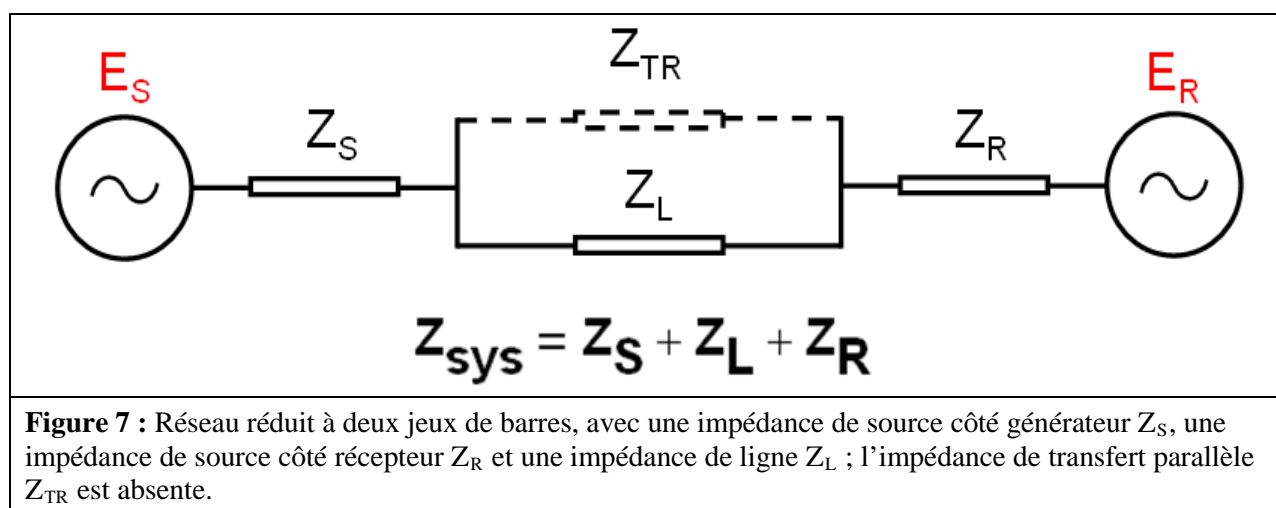 Z_TR
E_S
E_R
Z_S
Z_R
Z_L
Z_sys = Z_S + Z_L + Z_R
Figure 7 : Réseau réduit à deux jeux de barres, avec une impédance de source côté générateur Z_S, une
impédance de source côté récepteur Z_R et une impédance de ligne Z_L ; l'impédance de transfert parallèle
Z_TR est absente.